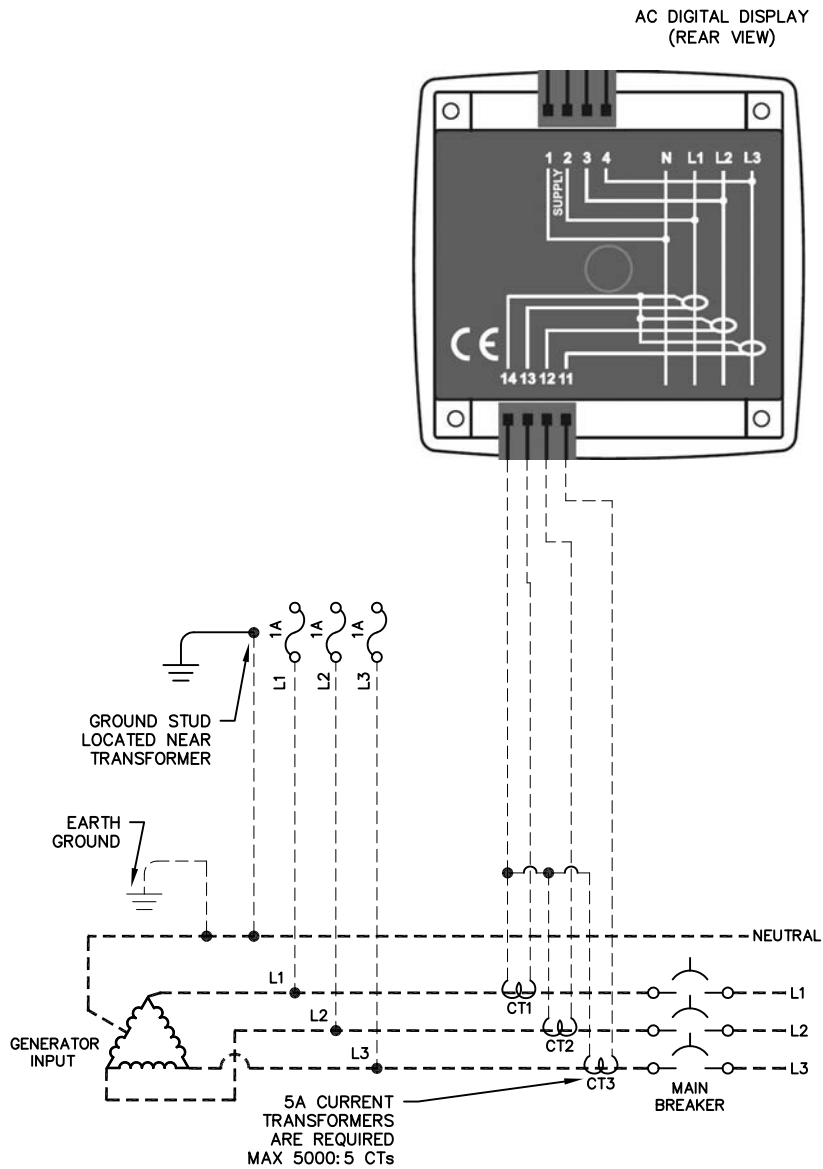 AC DIGITAL DISPLAY
(REAR VIEW)
1 2 3 4 N L1 L2 L3
SUPPLY
CE
14 13 12 11
1A 1A 1A
L1 L2 L3
GROUND STUD
LOCATED NEAR
TRANSFORMER
EARTH
GROUND
NEUTRAL
L1
L1
CT1
L2
L2
CT2
GENERATOR
INPUT
L3
L3
CT3
MAIN
BREAKER
5A CURRENT
TRANSFORMERS
ARE REQUIRED
MAX 5000:5 CTs